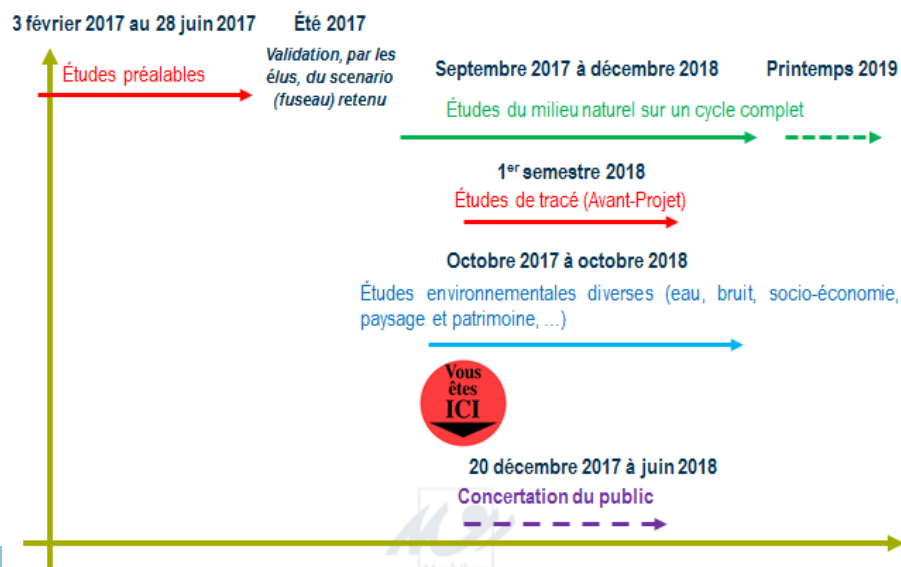 3 février 2017 au 28 juin 2017
Études préalables
Été 2017
Validation, par les
élus, du scenario
(fuseau) retenu
Septembre 2017 à décembre 2018
Printemps 2019
Études du milieu naturel sur un cycle complet
1er semestre 2018
Études de tracé (Avant-Projet)
Octobre 2017 à octobre 2018
Études environnementales diverses (eau, bruit, socio-économie,
paysage et patrimoine, ...)
Vous
êtes
ICI
20 décembre 2017 à juin 2018
Concertation du public